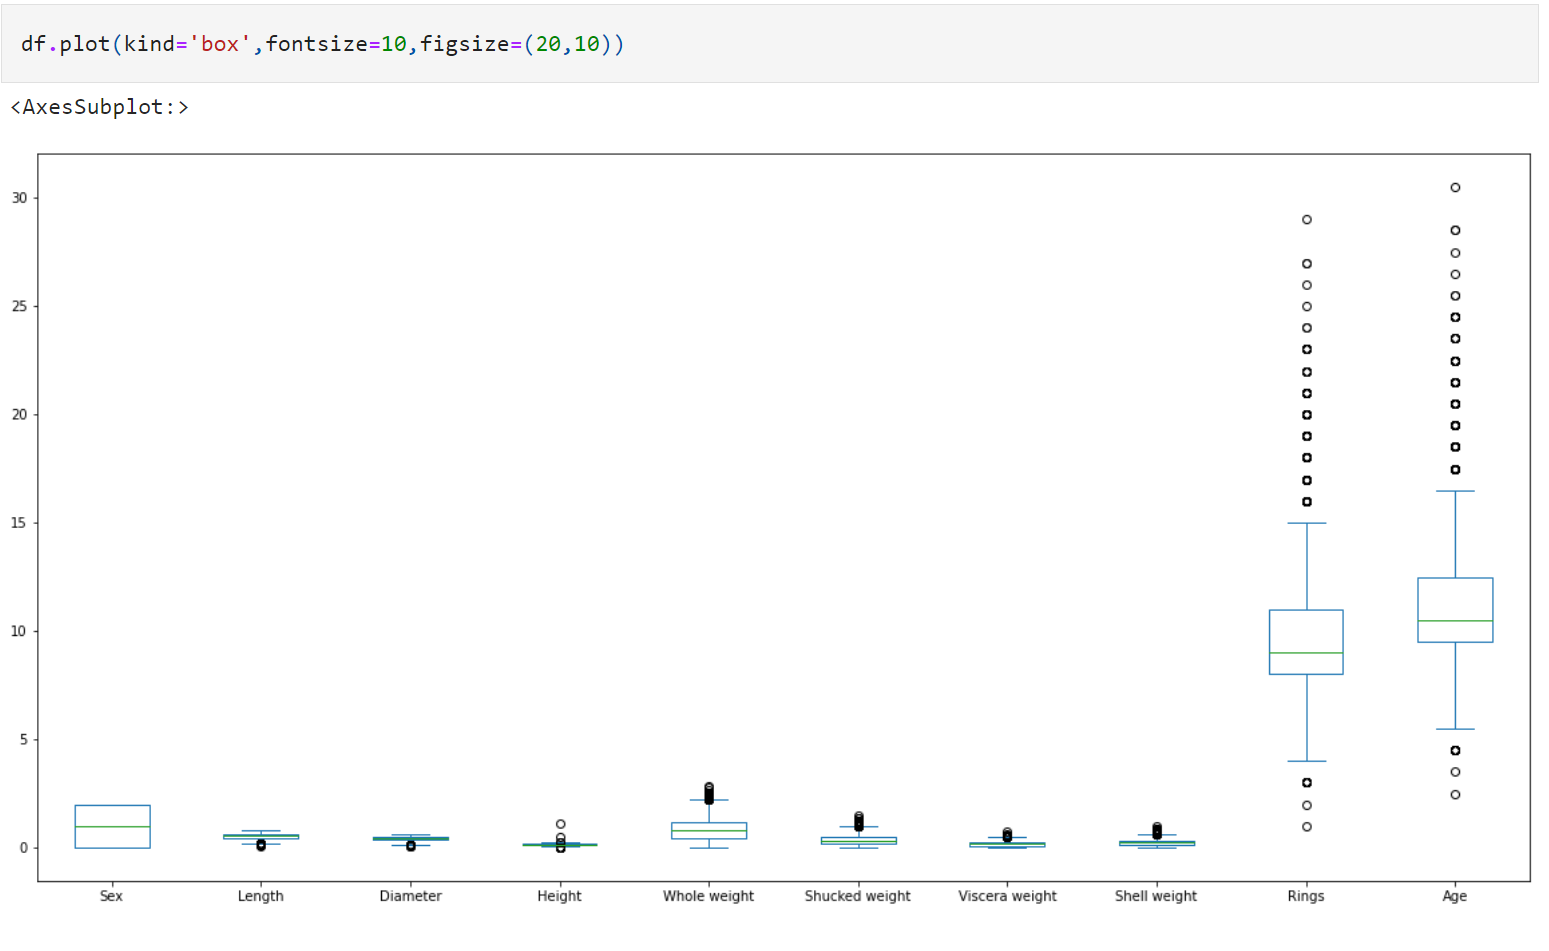 df.plot(kind='box',fontsize=10,figsize=(20,10))
<AxesSubplot:>
30
25
20
15
10
5
0
Sex Length Diameter Height Whole weight Shucked weight Viscera weight Shell weight Rings Age